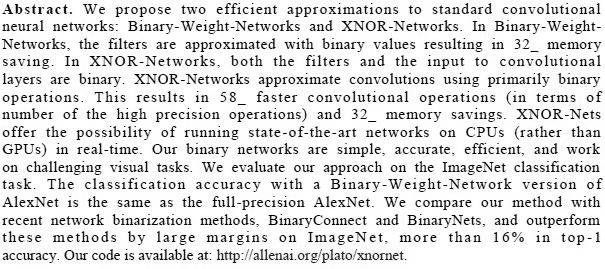 Abstract. We propose two efficient approximations to standard convolutional
neural networks: Binary-Weight-Networks and XNOR-Networks. In Binary-Weight-
Networks, the filters are approximated with binary values resulting in 32_ memory
saving. In XNOR-Networks, both the filters and the input to convolutional
layers are binary. XNOR-Networks approximate convolutions using primarily binary
operations. This results in 58_ faster convolutional operations (in terms of
number of the high precision operations) and 32_ memory savings. XNOR-Nets
offer the possibility of running state-of-the-art networks on CPUs (rather than
GPUs) in real-time. Our binary networks are simple, accurate, efficient, and work
on challenging visual tasks. We evaluate our approach on the ImageNet classification
task. The classification accuracy with a Binary-Weight-Network version of
AlexNet is the same as the full-precision AlexNet. We compare our method with
recent network binarization methods, BinaryConnect and BinaryNets, and outperform
these methods by large margins on ImageNet, more than 16% in top-1
accuracy. Our code is available at: http://allenai.org/plato/xnornet.